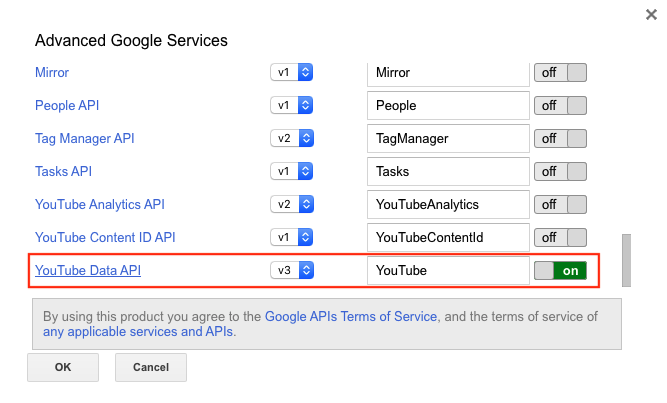 Advanced Google Services
Mirror v1 Mirror off
People API v1 People off
Tag Manager API v2 TagManager off
Tasks API v1 Tasks off
YouTube Analytics API v2 YouTubeAnalytics off
YouTube Content ID API v1 YouTubeContentId off
YouTube Data API v3 YouTube on
By using this product you agree to the Google APIs Terms of Service, and the terms of service of
any applicable services and APIs.
OK Cancel